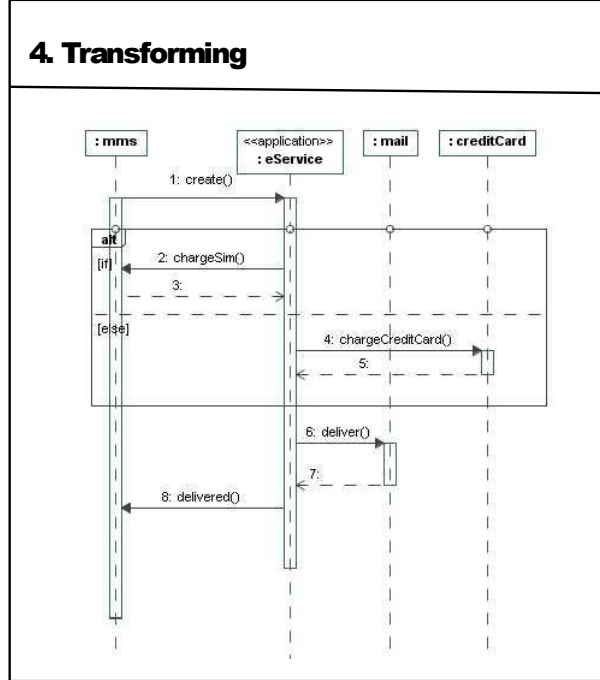 4. Transforming
: mms
<<application>>
: eService
: mail
: creditCard
1: create()
alt
[if]
2: chargeSim()
3:
[else]
4: chargeCreditCard()
5:
6: deliver()
7:
8: delivered()